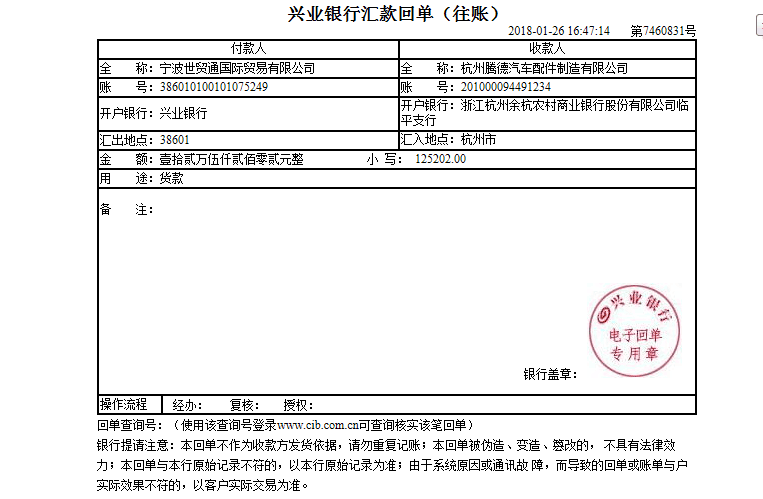 兴业银行汇款回单（往账）
2018-01-26 16:47:14 第7460831号
付款人 收款人
全 称：宁波世贸通国际贸易有限公司 全 称：杭州腾德汽车配件制造有限公司
账 号：386010100101075249 账 号：201000094491234
开户银行：兴业银行 开户银行：浙江杭州余杭农村商业银行股份有限公司临
平支行
汇出地点：38601 汇入地点：杭州市
金 额：壹拾贰万伍仟贰佰零贰元整 小 写： 125202.00
用 途：货款
备 注：
兴业银行
电子回单
专用章
银行盖章：
操作流程 经办： 复核： 授权：
回单查询号：（使用该查询号登录www.cib.com.cn可查询核实该笔回单）
银行提请注意：本回单不作为收款方发货依据，请勿重复记账；本回单被伪造、变造、篡改的，不具有法律效
力；本回单与本行原始记录不符的，以本行原始记录为准；由于系统原因或通讯故 障，而导致的回单或账单与户
实际效果不符的，以客户实际交易为准。